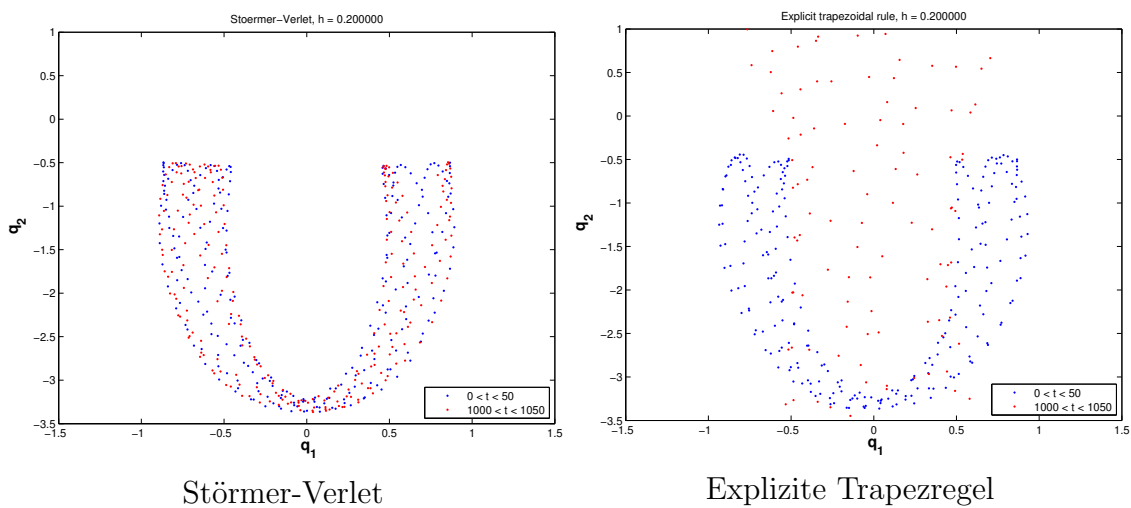 Stoermer−Verlet, h = 0.200000
1
0.5
0
−0.5
−1
−1.5
−2
−2.5
−3
−3.5
q2
−1.5 −1 −0.5 0 0.5 1 1.5
q1
0 < t < 50
1000 < t < 1050
Störmer-Verlet
Explicit trapezoidal rule, h = 0.200000
1
0.5
0
−0.5
−1
−1.5
−2
−2.5
−3
−3.5
q2
−1.5 −1 −0.5 0 0.5 1 1.5
q1
0 < t < 50
1000 < t < 1050
Explizite Trapezregel